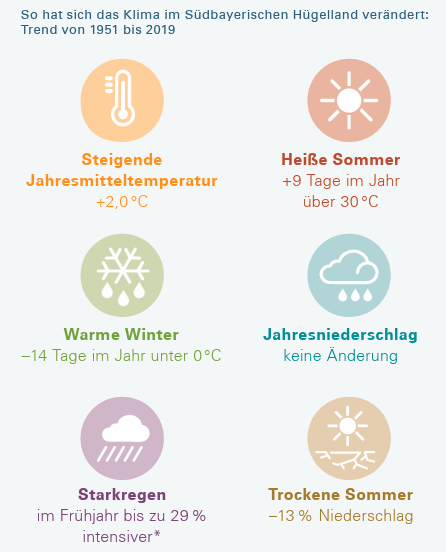 So hat sich das Klima im Südbayerischen Hügelland verändert:
Trend von 1951 bis 2019
Steigende
Jahresmitteltemperatur
+2,0 °C
Heiße Sommer
+9 Tage im Jahr
über 30 °C
Warme Winter
–14 Tage im Jahr unter 0 °C
Jahresniederschlag
keine Änderung
Starkregen
im Frühjahr bis zu 29 %
intensiver*
Trockene Sommer
–13 % Niederschlag